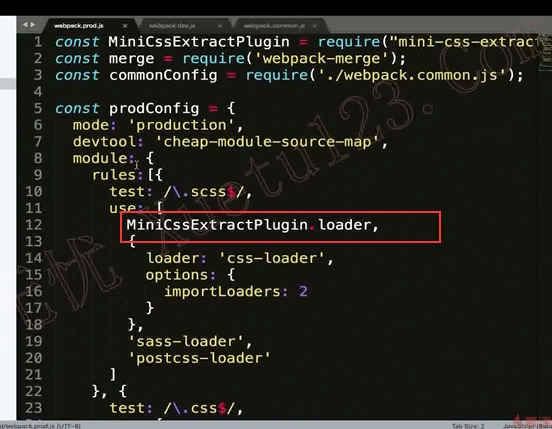 webpack.prod.js × webpack.dev.js × webpack.common.js ×
1 const MiniCssExtractPlugin = require("mini-css-extract
2 const merge = require('webpack-merge');
3 const commonConfig = require('./webpack.common.js');
4
5 const prodConfig = {
6 mode: 'production',
7 devtool: 'cheap-module-source-map',
8 module: {
9 rules:[{
10 test: /\.scss$/,
11 use: [
12 MiniCssExtractPlugin.loader,
13 {
14 loader: 'css-loader',
15 options: {
16 importLoaders: 2
17 }
18 },
19 'sass-loader',
20 'postcss-loader'
21 ]
22 }, {
23 test: /\.css$/,
xuetu123.com
d/webpack.prod.js (UTF-8) Tab Size: 2 JavaScript (Babe